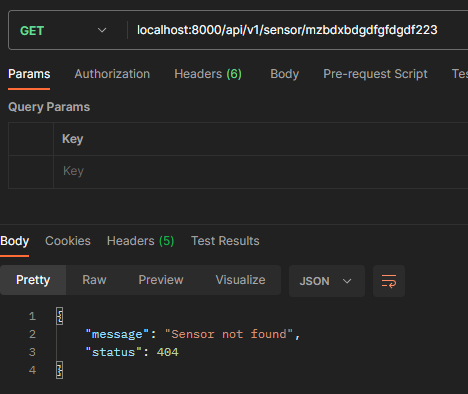 GET localhost:8000/api/v1/sensor/mzbdxbdgdfgfdgdf223
Params Authorization Headers (6) Body Pre-request Script Tes
Query Params
Key
Key
Body Cookies Headers (5) Test Results
Pretty Raw Preview Visualize JSON
1 {
2 "message": "Sensor not found",
3 "status": 404
4 }